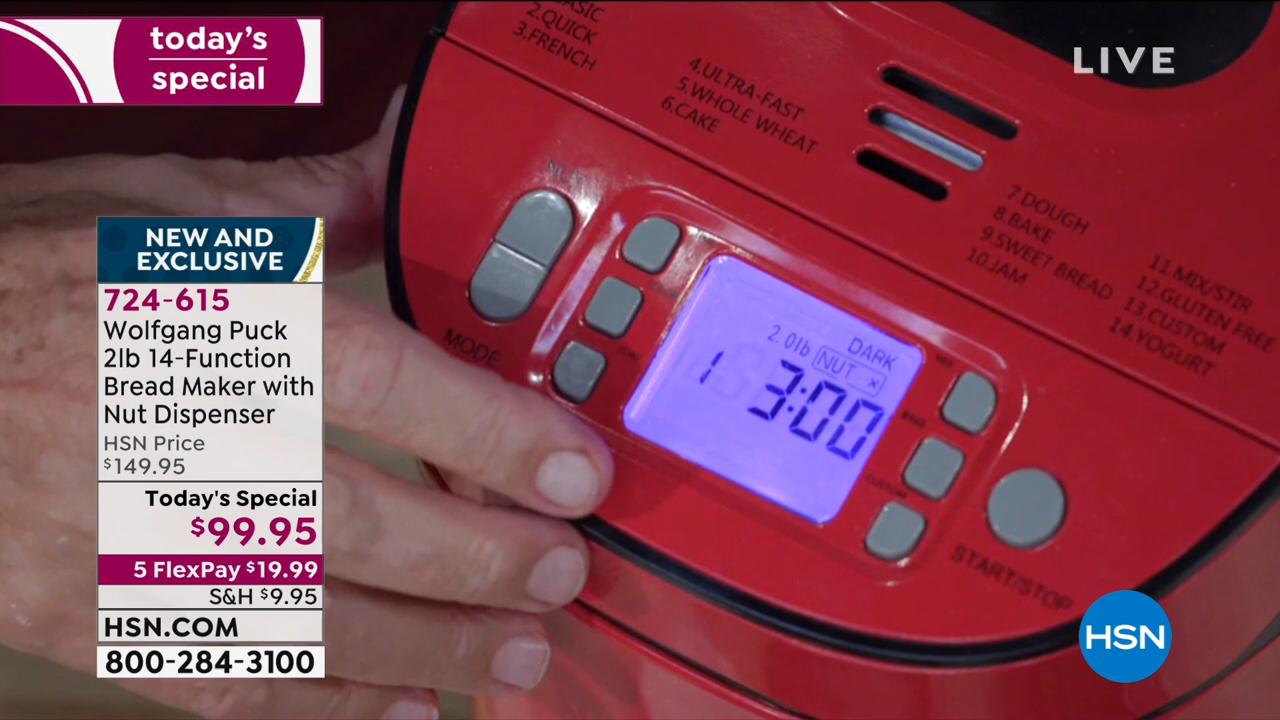 today's
special
LIVE
NEW AND
EXCLUSIVE
724-615
Wolfgang Puck
2lb 14-Function
Bread Maker with
Nut Dispenser
HSN Price
$149.95
Today's Special
$99.95
5 FlexPay $19.99
S&H $9.95
HSN.COM
800-284-3100
2.QUICK
3.FRENCH
4.ULTRA-FAST
5.WHOLE WHEAT
6.CAKE
7.DOUGH
8.BAKE
9.SWEET BREAD
10.JAM
11.MIX/STIR
12.GLUTEN FREE
13.CUSTOM
14.YOGURT
MODE
2.0lb DARK
NUT x
1 3:00
CUSTOM
START/STOP
HSN